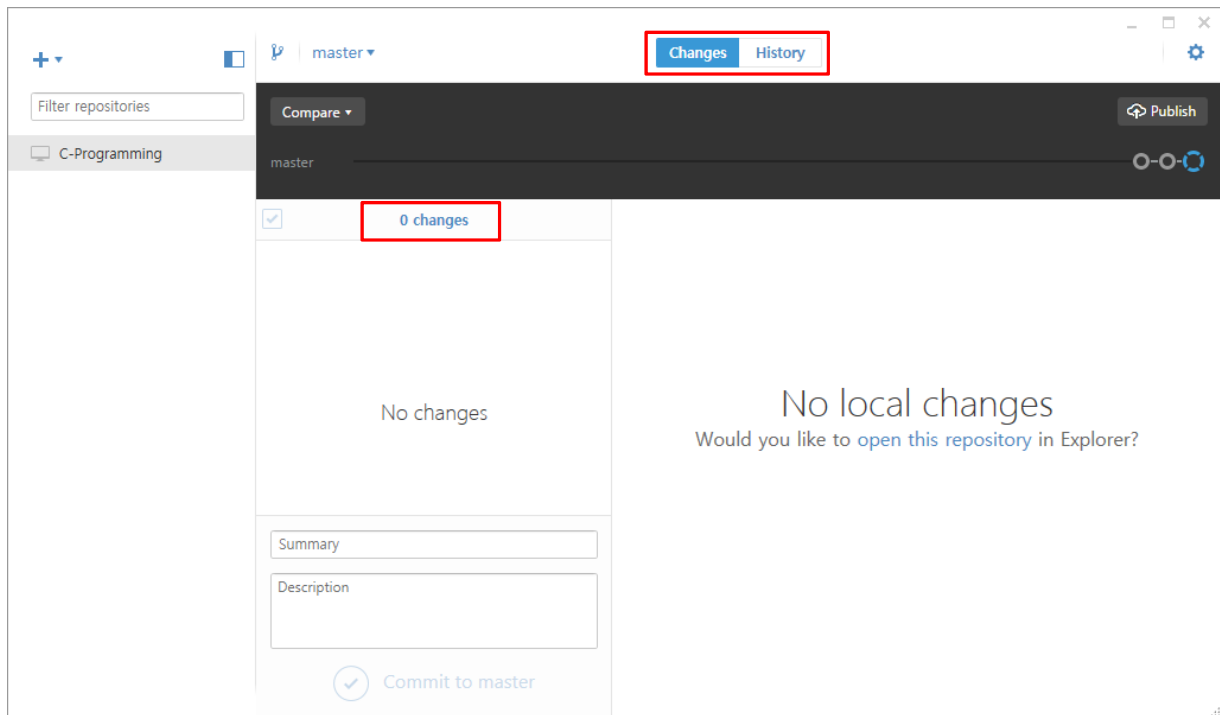 master
Changes
History
Filter repositories
C-Programming
Compare
Publish
master
0 changes
No changes
No local changes
Would you like to open this repository in Explorer?
Summary
Description
Commit to master